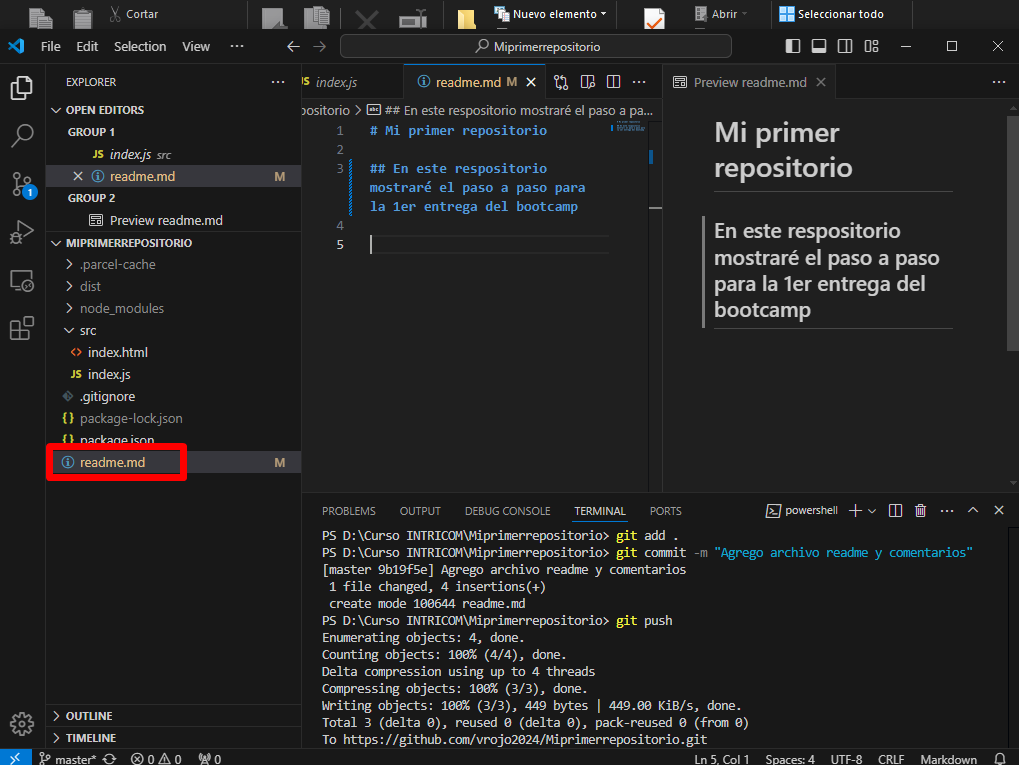 Cortar
Nuevo elemento
Abrir
Seleccionar todo
File Edit Selection View ···
Miprimerrepositorio
EXPLORER ···
OPEN EDITORS
GROUP 1
JS index.js src
readme.md M
GROUP 2
Preview readme.md
MIPRIMERREPOSITORIO
.parcel-cache
dist
node_modules
src
index.html
JS index.js
.gitignore
{} package-lock.json
{} package.json
readme.md M
OUTLINE
TIMELINE
JS index.js
readme.md M
···
positorio > ## En este respositorio mostraré el paso a pa...
1 # Mi primer repositorio
2
3 ## En este respositorio
mostraré el paso a paso para
la 1er entrega del bootcamp
4
5
Preview readme.md
···
Mi primer
repositorio
En este respositorio
mostraré el paso a paso
para la 1er entrega del
bootcamp
PROBLEMS OUTPUT DEBUG CONSOLE TERMINAL PORTS
powershell
···
PS D:\Curso INTRICOM\Miprimerrepositorio> git add .
PS D:\Curso INTRICOM\Miprimerrepositorio> git commit -m "Agrego archivo readme y comentarios"
[master 9b19f5e] Agrego archivo readme y comentarios
1 file changed, 4 insertions(+)
create mode 100644 readme.md
PS D:\Curso INTRICOM\Miprimerrepositorio> git push
Enumerating objects: 4, done.
Counting objects: 100% (4/4), done.
Delta compression using up to 4 threads
Compressing objects: 100% (3/3), done.
Writing objects: 100% (3/3), 449 bytes | 449.00 KiB/s, done.
Total 3 (delta 0), reused 0 (delta 0), pack-reused 0 (from 0)
To https://github.com/vrojo2024/Miprimerrepositorio.git
1
master* 0 0 0
Ln 5, Col 1 Spaces: 4 UTF-8 CRLF Markdown